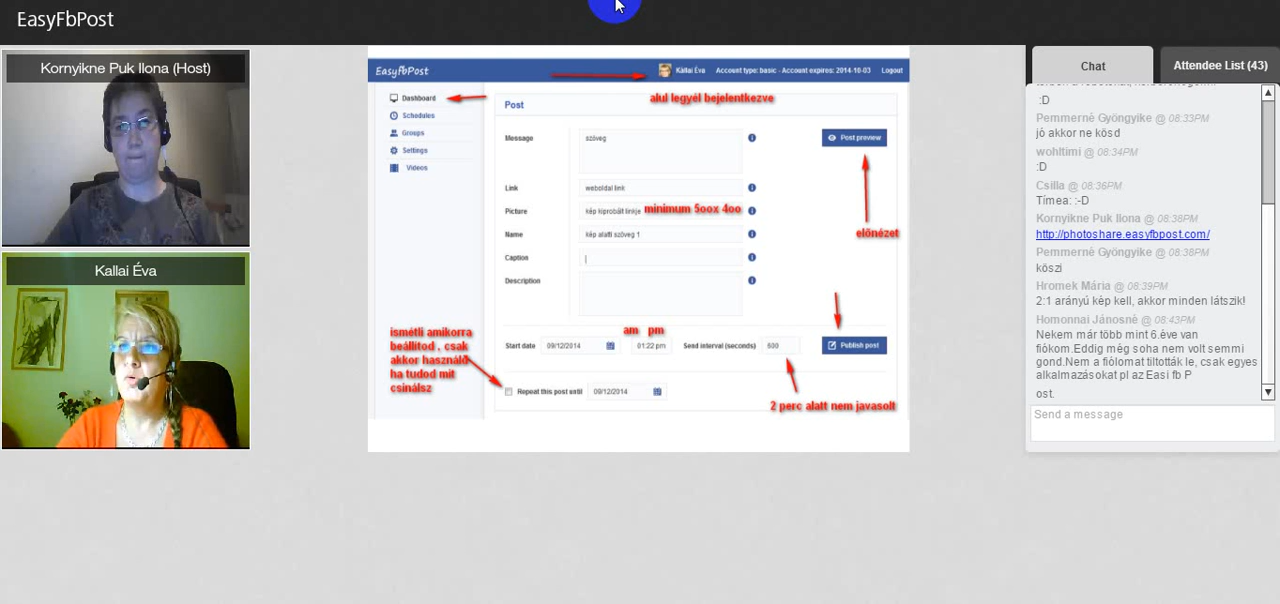 EasyFbPost
Kornyikne Puk Ilona (Host)
Kallai Éva
EasyfbPost
Kállai Éva
Account type: basic - Account expires: 2014-10-03
Logout
alul legyél bejelentkezve
Dashboard
Schedules
Groups
Settings
Videos
Post
Message
szöveg
Post preview
Link
weboldal link
Picture
kép kipróbált linkje
minimum 5oox 4oo
Name
kép alatti szöveg 1
előnézet
Caption
Description
ismétli amikorra
beállítod , csak
akkor használd
ha tudod mit
csinálsz
am pm
Start date
09/12/2014
01:22 pm
Send interval (seconds)
600
Publish post
Repeat this post until
09/12/2014
2 perc alatt nem javasolt
Chat
Attendee List (43)
:D
Pemmerné Gyöngyike @ 08:33PM
jó akkor ne kösd
wohltimi @ 08:34PM
:D
Csilla @ 08:36PM
Tímea: :-D
Kornyikne Puk Ilona @ 08:38PM
http://photoshare.easyfbpost.com/
Pemmerné Gyöngyike @ 08:38PM
köszi
Hromek Mária @ 08:39PM
2:1 arányú kép kell, akkor minden látszik!
Homonnai Jánosné @ 08:43PM
Nekem már több mint 6.éve van
fiókom.Eddig még soha nem volt semmi
gond.Nem a fiólomat tiltották le, csak egyes
alkalmazásokat pl az Easi fb P
ost.
Send a message